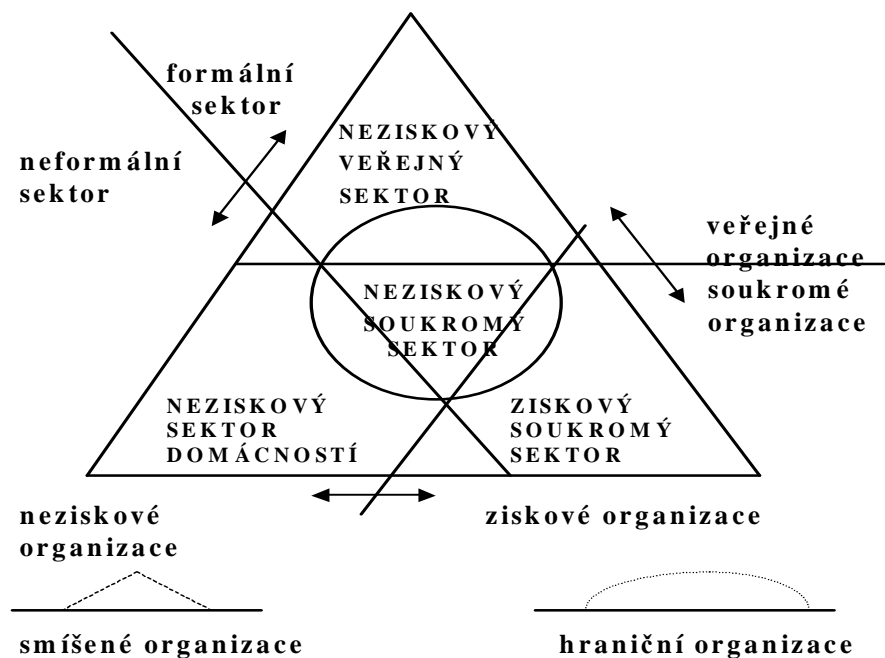 formální
sektor
neformální
sektor
NEZISKOVÝ
VEŘEJNÝ
SEKTOR
veřejné
organizace
soukromé
organizace
NEZISKOVÝ
SOUKROMÝ
SEKTOR
NEZISKOVÝ
SEKTOR
DOMÁCNOSTÍ
ZISKOVÝ
SOUKROMÝ
SEKTOR
neziskové
organizace
ziskové organizace
smíšené organizace
hraniční organizace